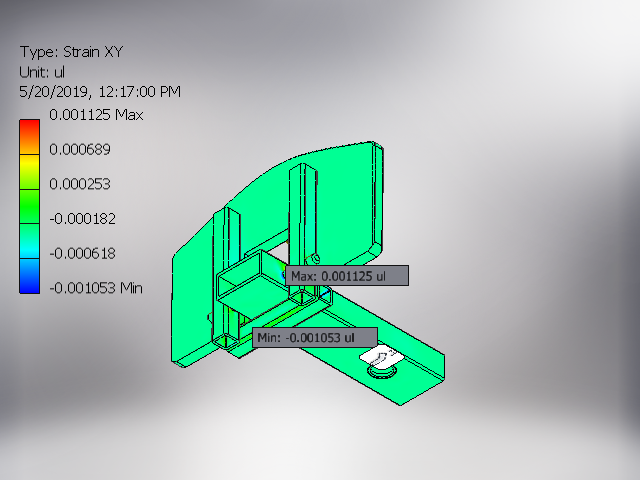 Type: Strain XY
Unit: ul
5/20/2019, 12:17:00 PM
0.001125 Max
0.000689
0.000253
-0.000182
-0.000618
-0.001053 Min
Max: 0.001125 ul
Min: -0.001053 ul